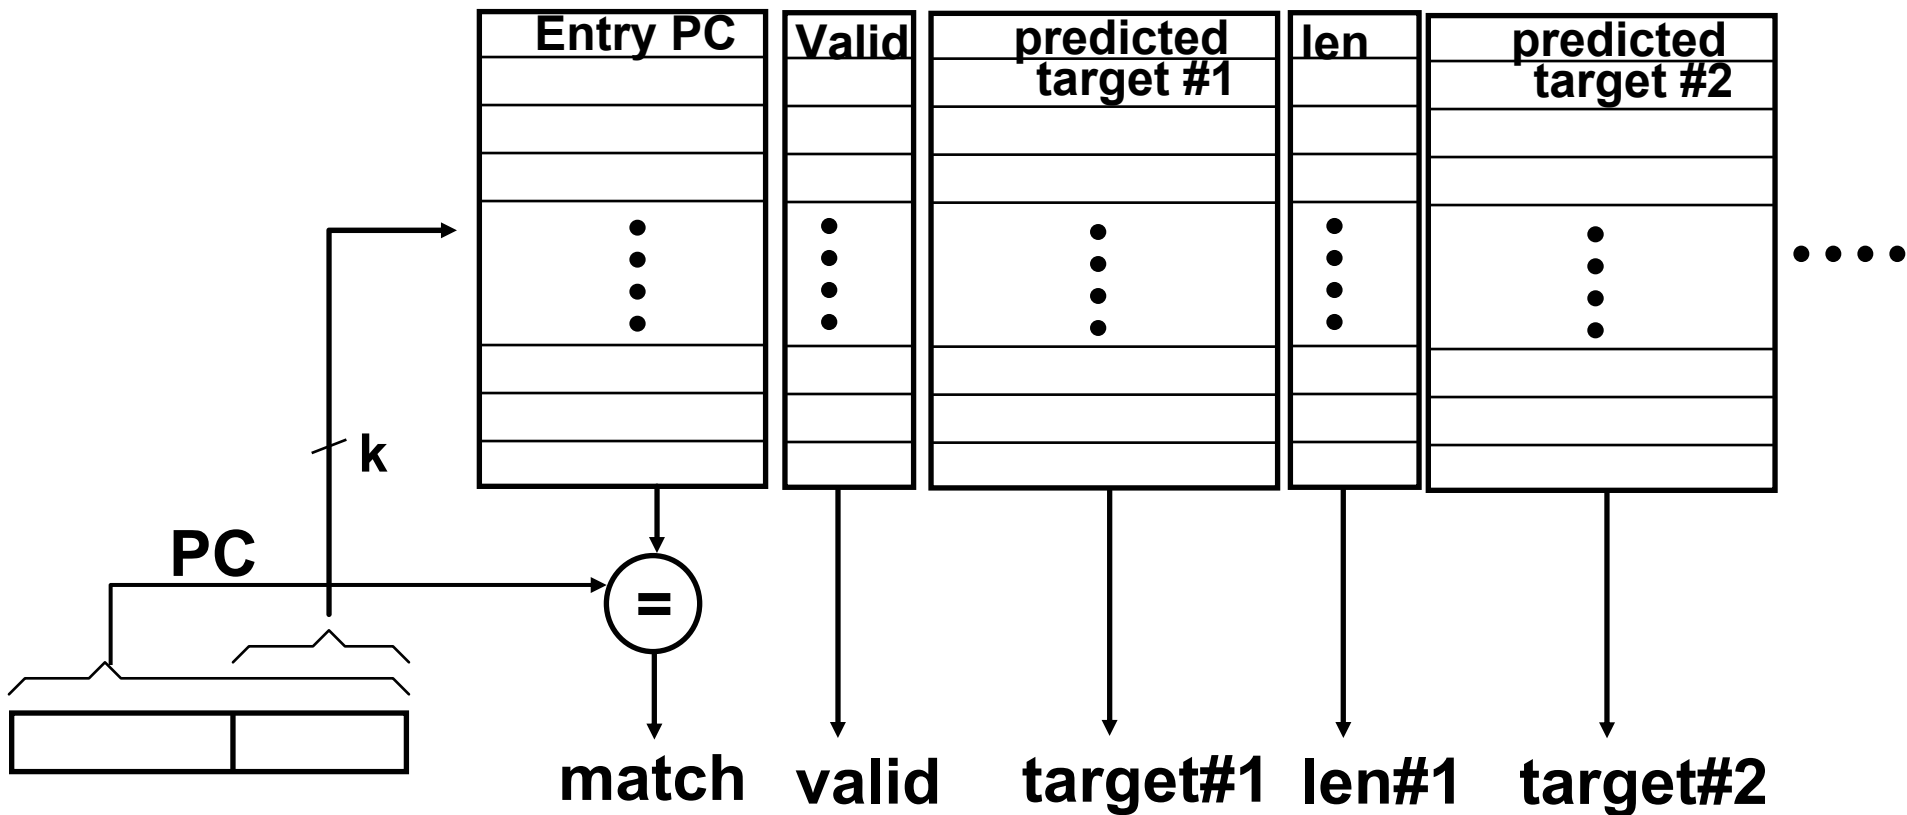 Entry PC
Valid
predicted
target #1
len
predicted
target #2
k
PC
=
match
valid
target#1
len#1
target#2